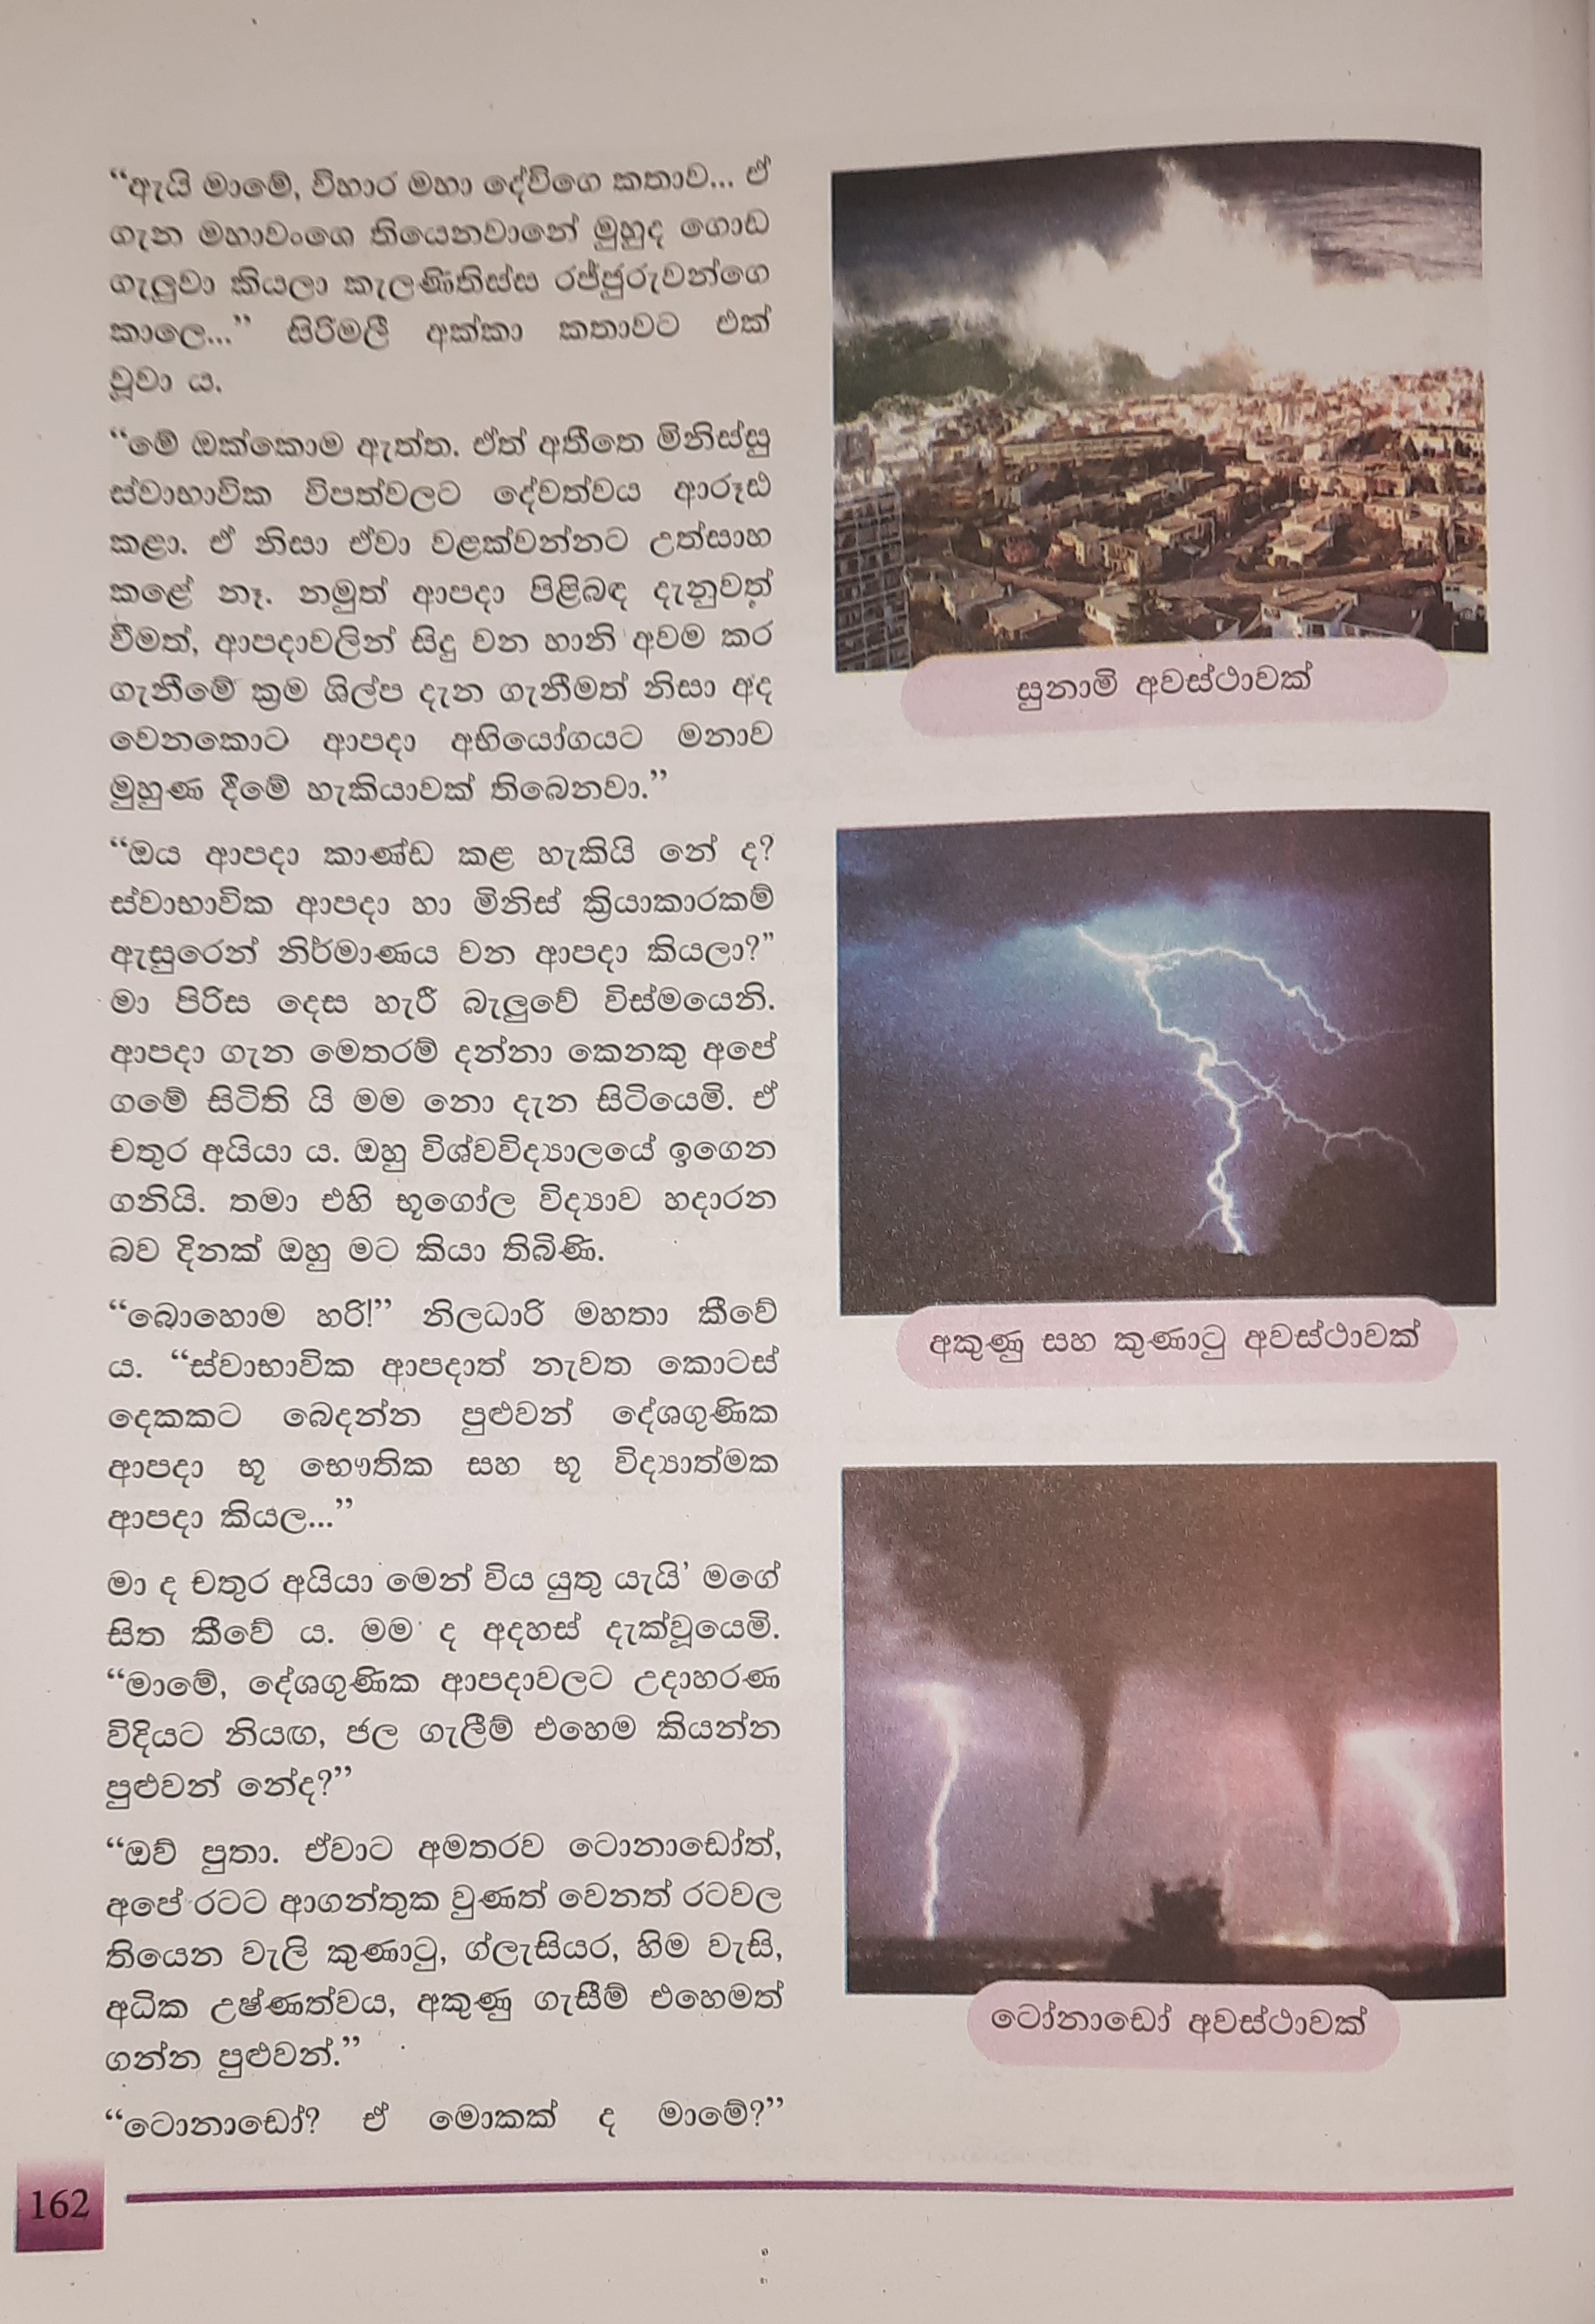 “ඇයි මාමේ, විහාර මහා දේවිගෙ කතාව... ඒ
ගැන මහාවංශෙ තියෙනවානේ මුහුද ගොඩ
ගැලුවා කියලා කැලණිතිස්ස රජ්ජුරුවන්ගෙ
කාලෙ...” සිරිමලී අක්කා කතාවට එක්
වූවා ය.
“මේ ඔක්කොම ඇත්ත. ඒත් අතීතෙ මිනිස්සු
ස්වාභාවික විපත්වලට දේවත්වය ආරූඪ
කළා. ඒ නිසා ඒවා වළක්වන්නට උත්සාහ
කළේ නෑ. නමුත් ආපදා පිළිබඳ දැනුවත්
වීමත්, ආපදාවලින් සිදු වන හානි අවම කර
ගැනීමේ ක්‍රම ශිල්ප දැන ගැනීමත් නිසා අද
වෙනකොට ආපදා අභියෝගයට මනාව
මුහුණ දීමේ හැකියාවක් තිබෙනවා.”
“ඔය ආපදා කාණ්ඩ කළ හැකියි නේ ද?
ස්වාභාවික ආපදා හා මිනිස් ක්‍රියාකාරකම්
ඇසුරෙන් නිර්මාණය වන ආපදා කියලා?”
මා පිරිස දෙස හැරී බැලුවේ විස්මයෙනි.
ආපදා ගැන මෙතරම් දන්නා කෙනකු අපේ
ගමේ සිටිති යි මම නො දැන සිටියෙමි. ඒ
චතුර අයියා ය. ඔහු විශ්වවිද්‍යාලයේ ඉගෙන
ගනියි. තමා එහි භූගෝල විද්‍යාව හදාරන
බව දිනක් ඔහු මට කියා තිබිණි.
“බොහොම හරි!” නිලධාරි මහතා කීවේ
ය. “ස්වාභාවික ආපදාත් නැවත කොටස්
දෙකකට බෙදන්න පුළුවන් දේශගුණික
ආපදා භූ භෞතික සහ භූ විද්‍යාත්මක
ආපදා කියල...”
මා ද චතුර අයියා මෙන් විය යුතු යැයි’ මගේ
සිත කීවේ ය. මම ද අදහස් දැක්වූයෙමි.
“මාමේ, දේශගුණික ආපදාවලට උදාහරණ
විදියට නියඟ, ජල ගැලීම් එහෙම කියන්න
පුළුවන් නේද?”
“ඔව් පුතා. ඒවාට අමතරව ටොනාඩෝත්,
අපේ රටට ආගන්තුක වුණත් වෙනත් රටවල
තියෙන වැලි කුණාටු, ග්ලැසියර, හිම වැසි,
අධික උෂ්ණත්වය, අකුණු ගැසීම් එහෙමත්
ගන්න පුළුවන්.”
“ටොනාඩෝ? ඒ මොකක් ද මාමේ?”
සුනාමි අවස්ථාවක්
අකුණු සහ කුණාටු අවස්ථාවක්
ටෝනාඩෝ අවස්ථාවක්
162